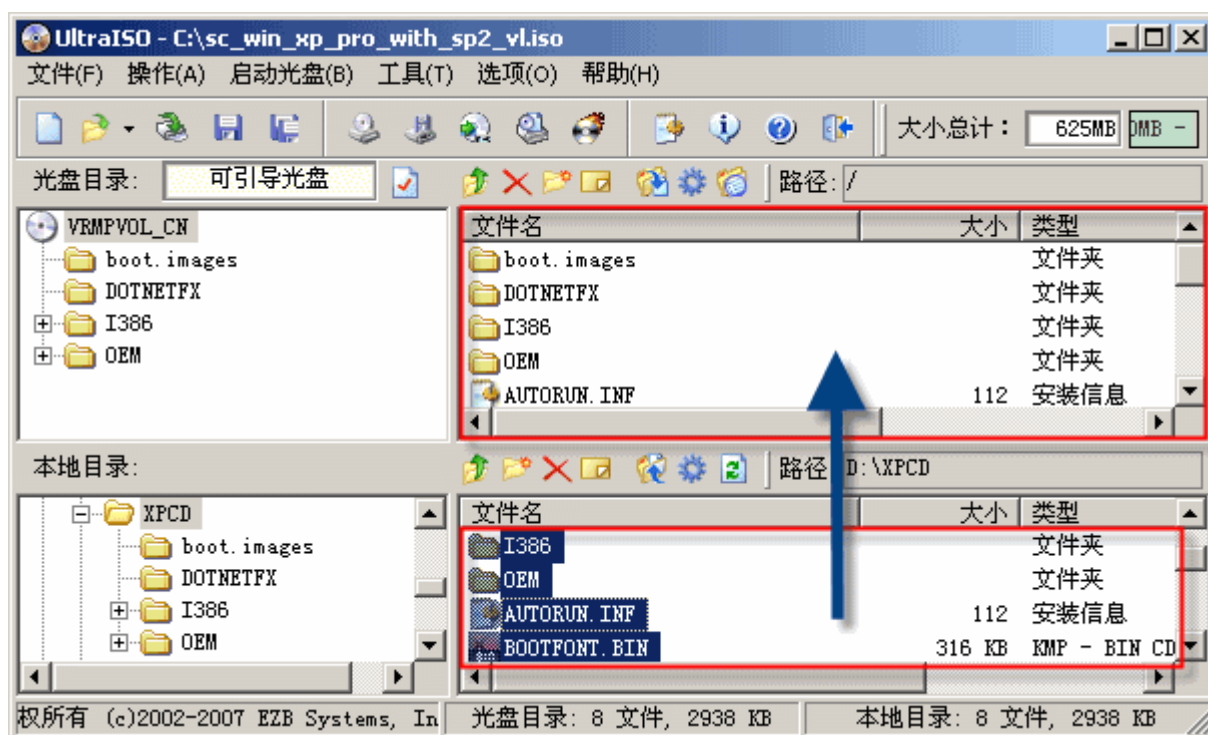 UltraISO - C:\sc_win_xp_pro_with_sp2_vl.iso
文件(F) 操作(A) 启动光盘(B) 工具(T) 选项(O) 帮助(H)
大小总计: 625MB 0MB -
光盘目录: 可引导光盘 路径: /
VRMPVOL_CN
boot.images
DOTNETFX
I386
OEM
文件名 大小 类型
boot.images 文件夹
DOTNETFX 文件夹
I386 文件夹
OEM 文件夹
AUTORUN.INF 112 安装信息
本地目录: 路径 D:\XPCD
XPCD
boot.images
DOTNETFX
I386
OEM
文件名 大小 类型
I386 文件夹
OEM 文件夹
AUTORUN.INF 112 安装信息
BOOTFONT.BIN 316 KB KMP - BIN CD
权所有 (c)2002-2007 EZB Systems, In 光盘目录: 8 文件, 2938 KB 本地目录: 8 文件, 2938 KB